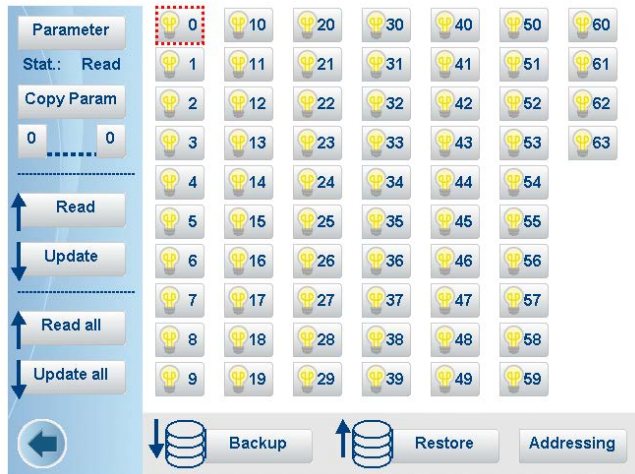 Parameter
Stat.: Read
Copy Param
0 0
Read
Update
Read all
Update all
0 10 20 30 40 50 60
1 11 21 31 41 51 61
2 12 22 32 42 52 62
3 13 23 33 43 53 63
4 14 24 34 44 54
5 15 25 35 45 55
6 16 26 36 46 56
7 17 27 37 47 57
8 18 28 38 48 58
9 19 29 39 49 59
Backup Restore Addressing